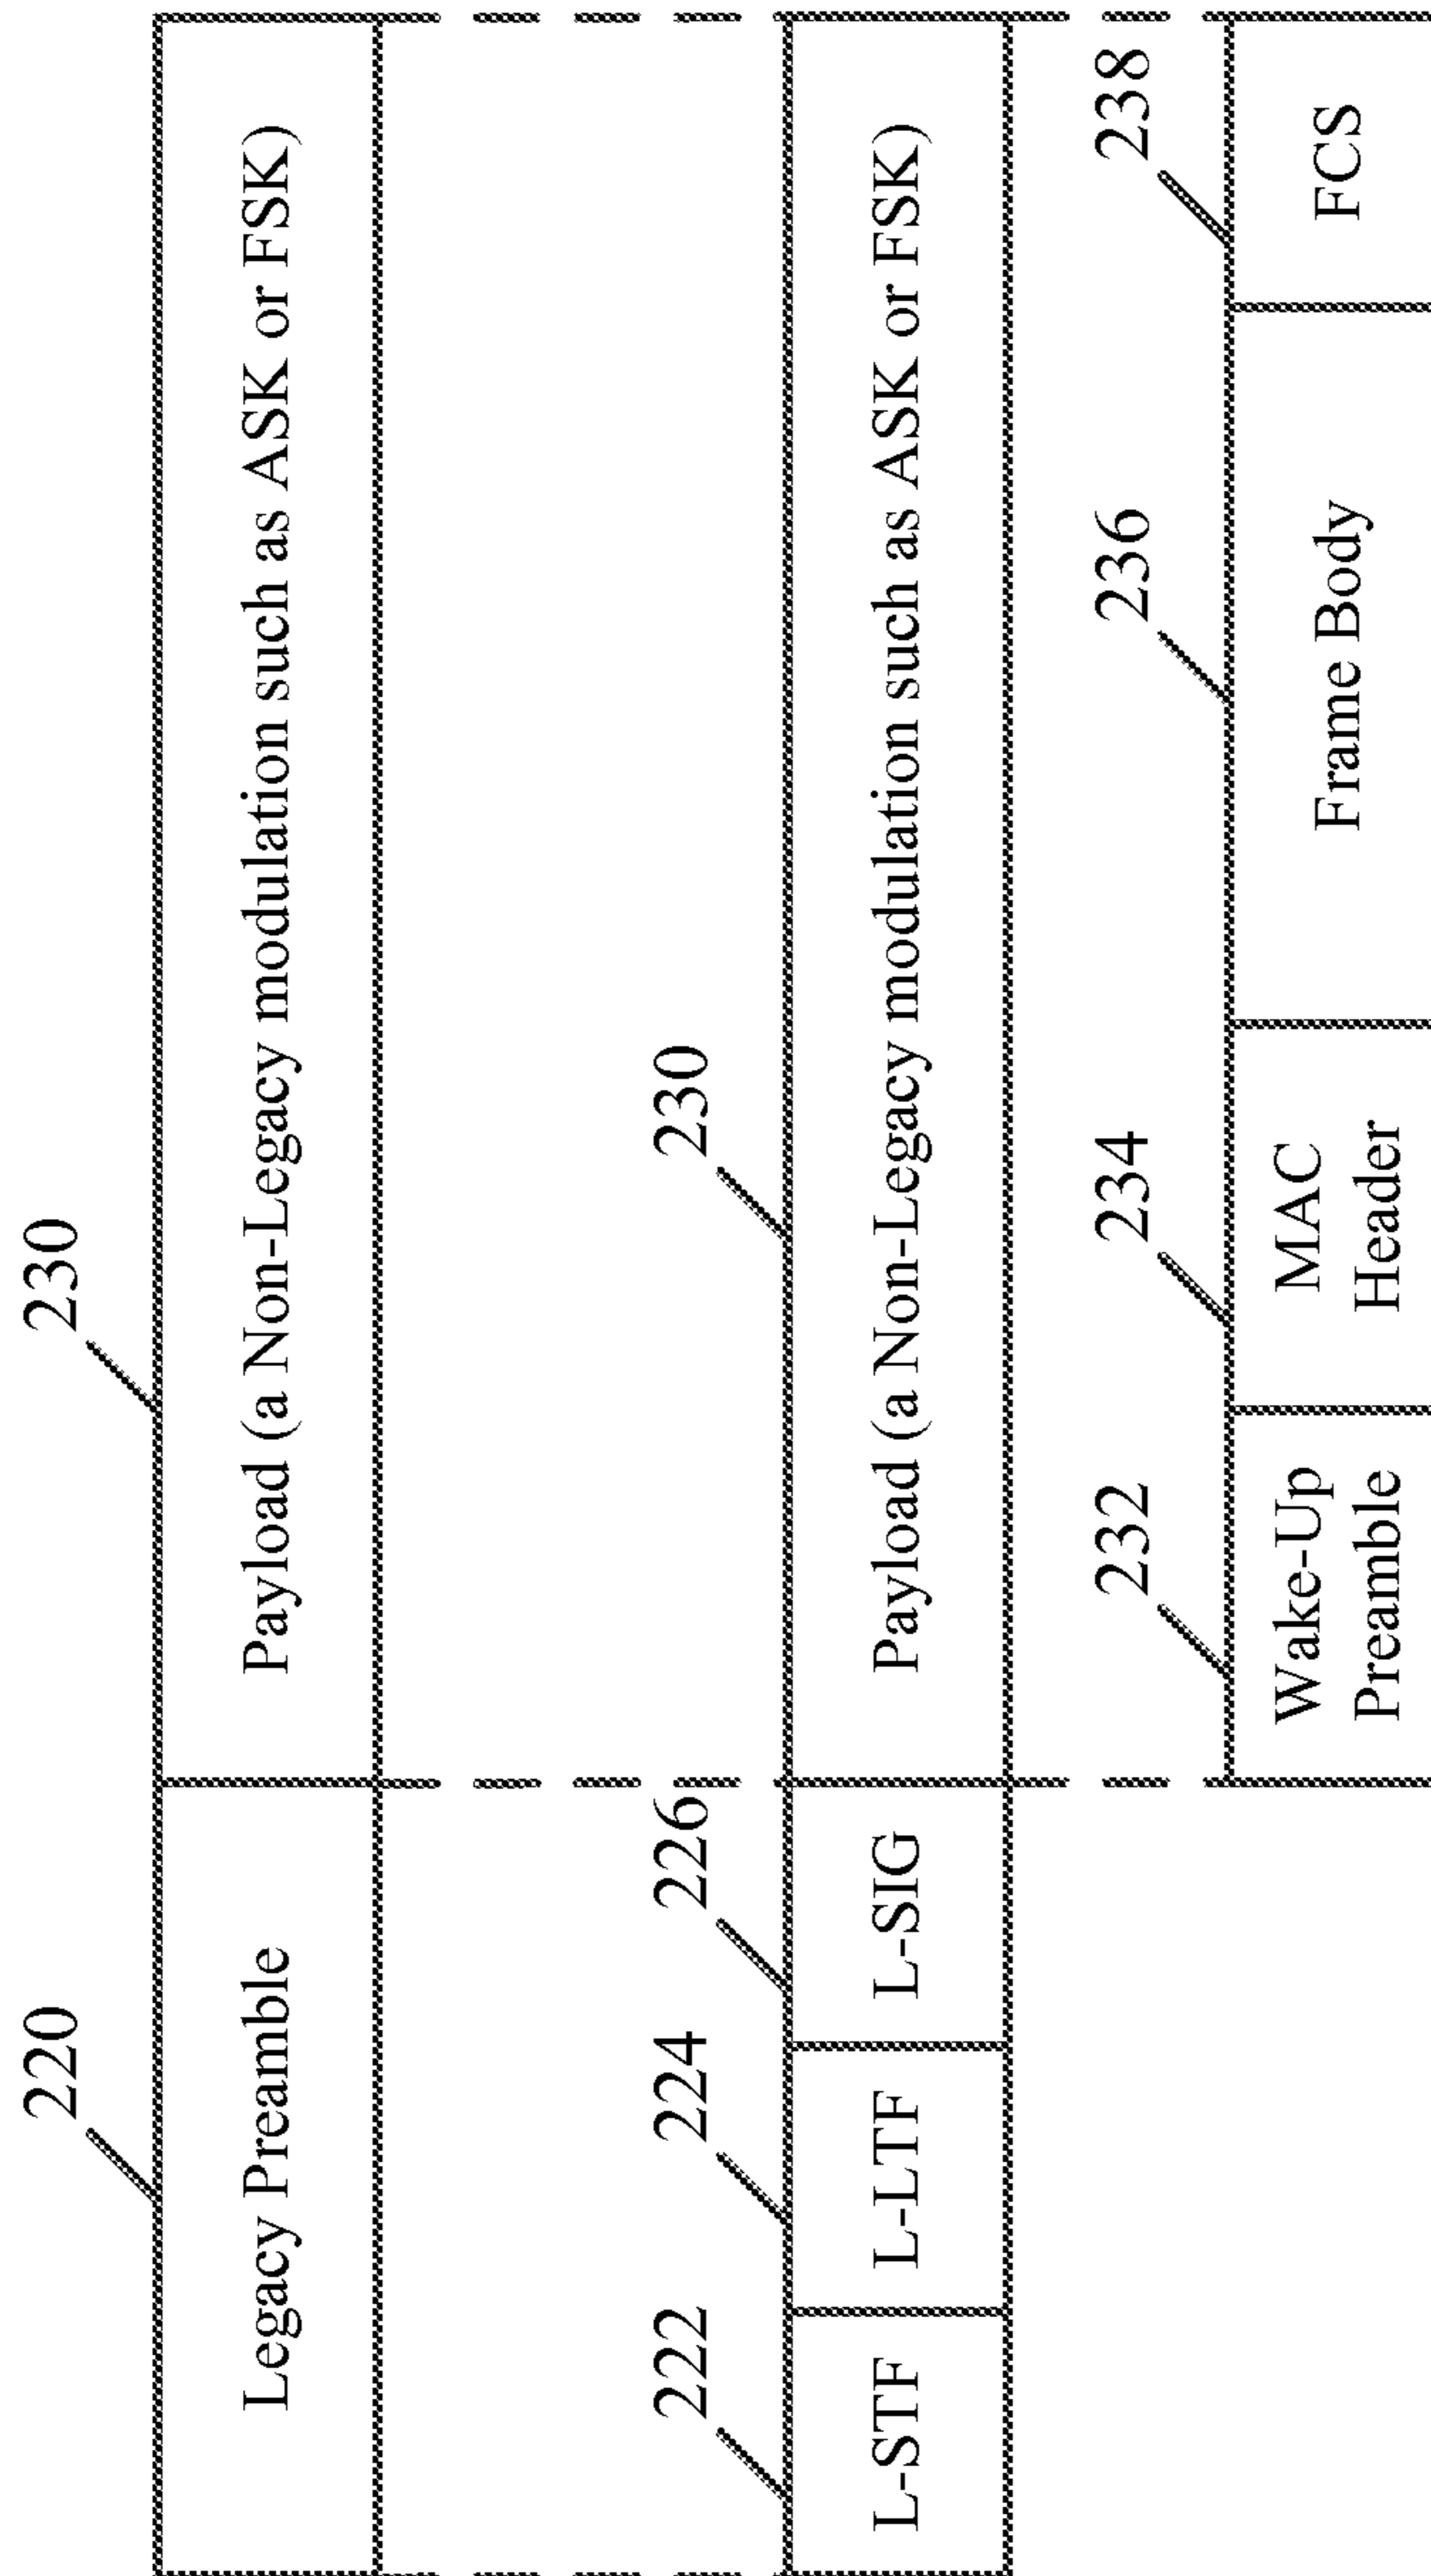 220
230
Legacy Preamble
Payload (a Non-Legacy modulation such as ASK or FSK)
222
224
226
230
L-STF
L-LTF
L-SIG
Payload (a Non-Legacy modulation such as ASK or FSK)
232
234
236
238
Wake-Up
Preamble
MAC
Header
Frame Body
FCS